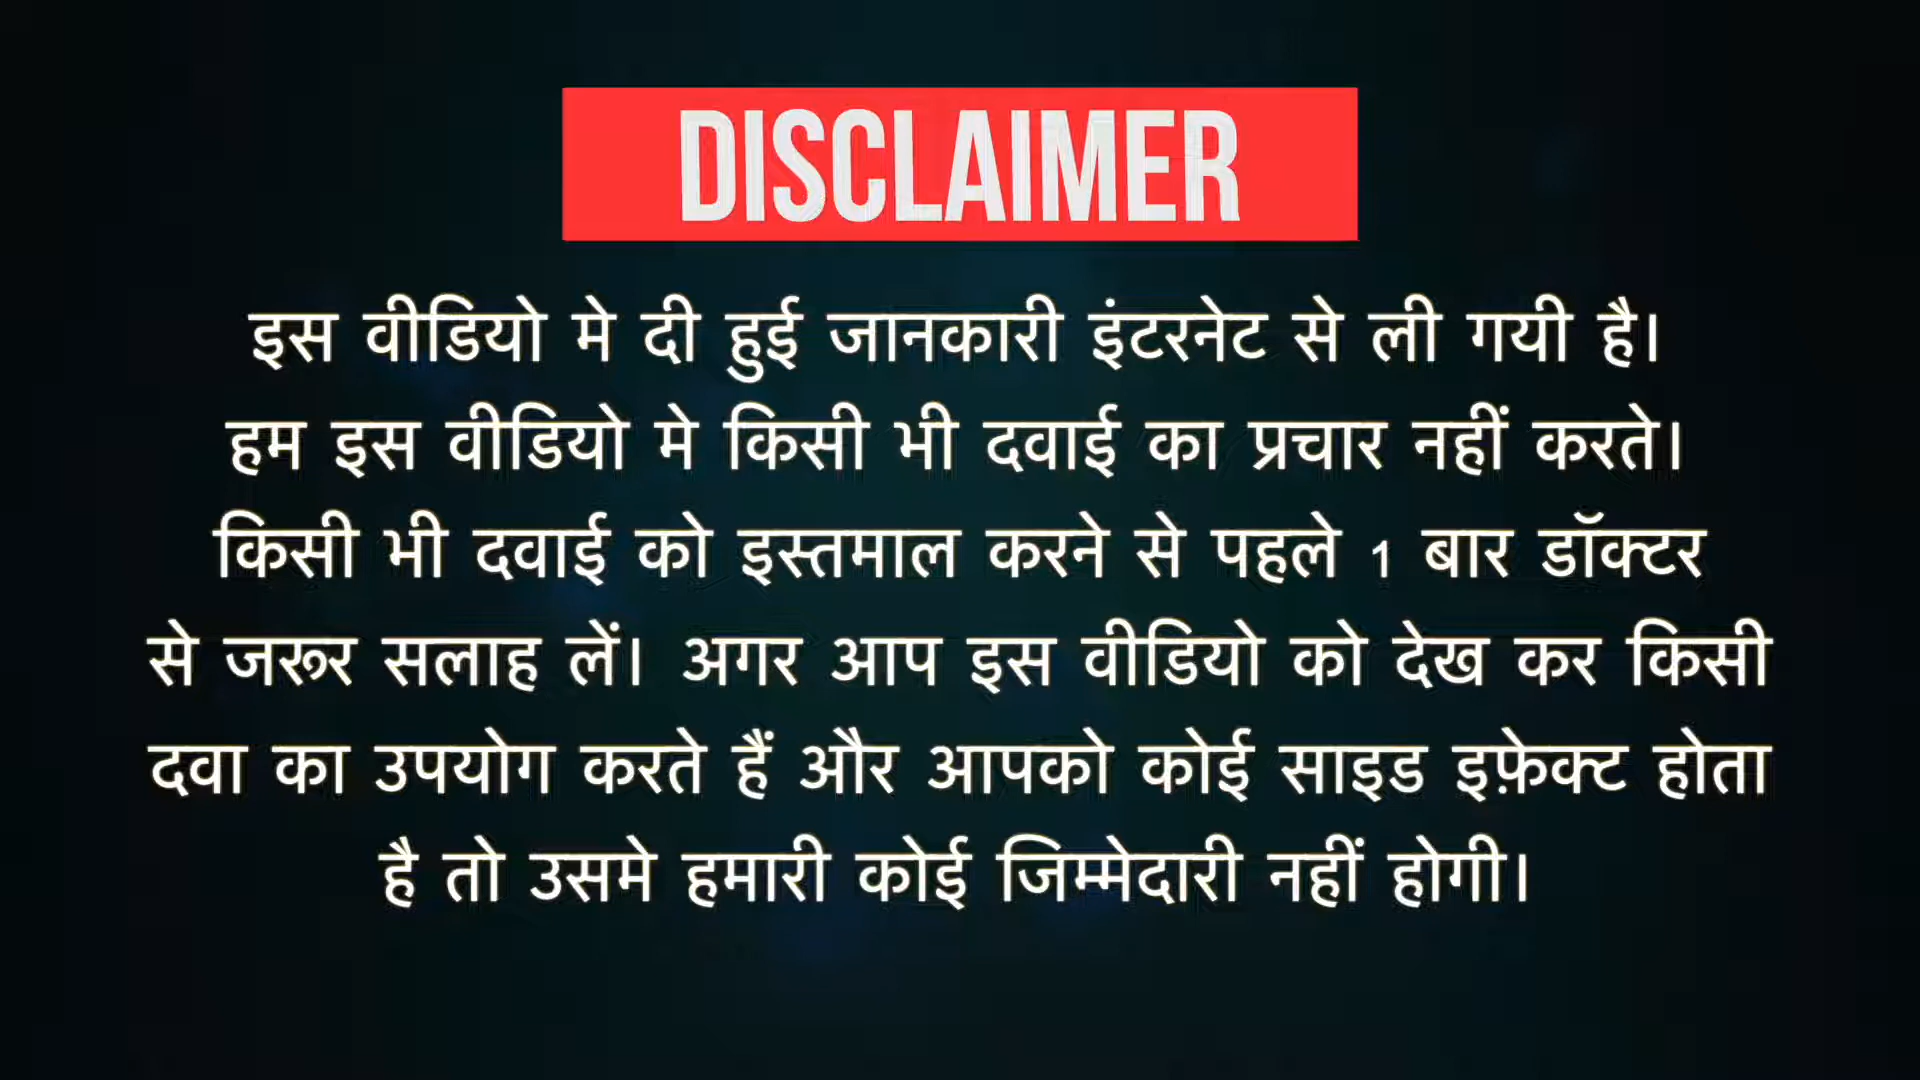 DISCLAIMER
इस वीडियो मे दी हुई जानकारी इंटरनेट से ली गयी है।
हम इस वीडियो मे किसी भी दवाई का प्रचार नहीं करते।
किसी भी दवाई को इस्तमाल करने से पहले 1 बार डॉक्टर
से जरूर सलाह लें। अगर आप इस वीडियो को देख कर किसी
दवा का उपयोग करते हैं और आपको कोई साइड इफ़ेक्ट होता
है तो उसमे हमारी कोई जिम्मेदारी नहीं होगी।